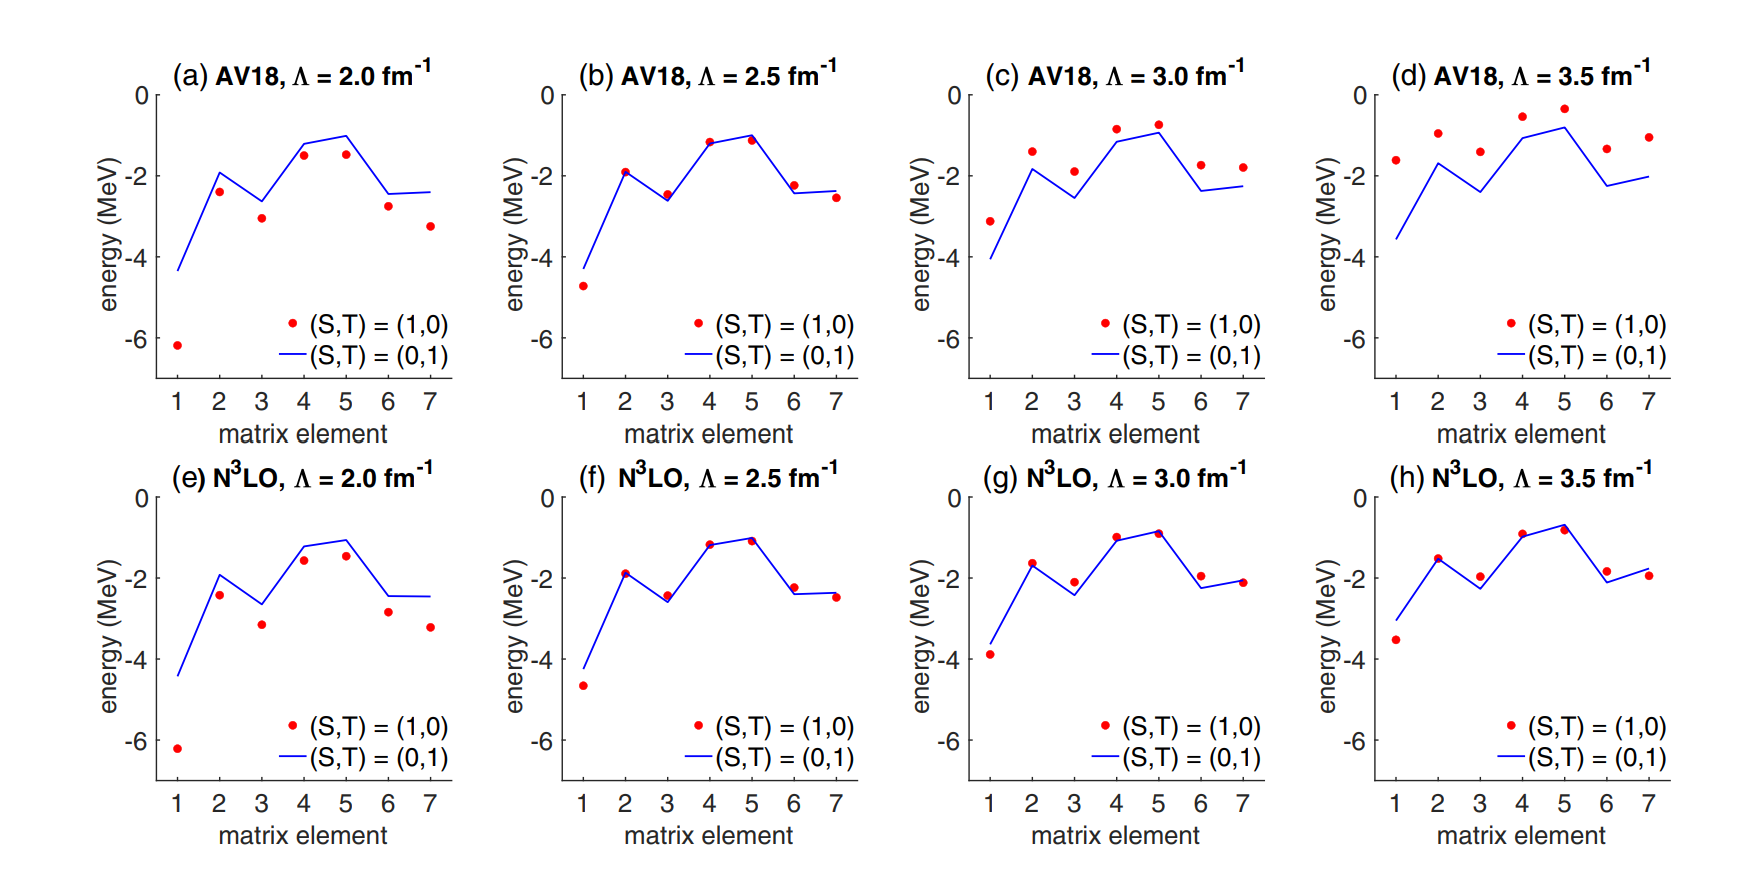 (a) AV18, Λ = 2.0 fm⁻¹
0
-2
-4
-6
energy (MeV)
(S,T) = (1,0)
(S,T) = (0,1)
1 2 3 4 5 6 7
matrix element
(b) AV18, Λ = 2.5 fm⁻¹
0
-2
-4
-6
energy (MeV)
(S,T) = (1,0)
(S,T) = (0,1)
1 2 3 4 5 6 7
matrix element
(c) AV18, Λ = 3.0 fm⁻¹
0
-2
-4
-6
energy (MeV)
(S,T) = (1,0)
(S,T) = (0,1)
1 2 3 4 5 6 7
matrix element
(d) AV18, Λ = 3.5 fm⁻¹
0
-2
-4
-6
energy (MeV)
(S,T) = (1,0)
(S,T) = (0,1)
1 2 3 4 5 6 7
matrix element
(e) N³LO, Λ = 2.0 fm⁻¹
0
-2
-4
-6
energy (MeV)
(S,T) = (1,0)
(S,T) = (0,1)
1 2 3 4 5 6 7
matrix element
(f) N³LO, Λ = 2.5 fm⁻¹
0
-2
-4
-6
energy (MeV)
(S,T) = (1,0)
(S,T) = (0,1)
1 2 3 4 5 6 7
matrix element
(g) N³LO, Λ = 3.0 fm⁻¹
0
-2
-4
-6
energy (MeV)
(S,T) = (1,0)
(S,T) = (0,1)
1 2 3 4 5 6 7
matrix element
(h) N³LO, Λ = 3.5 fm⁻¹
0
-2
-4
-6
energy (MeV)
(S,T) = (1,0)
(S,T) = (0,1)
1 2 3 4 5 6 7
matrix element